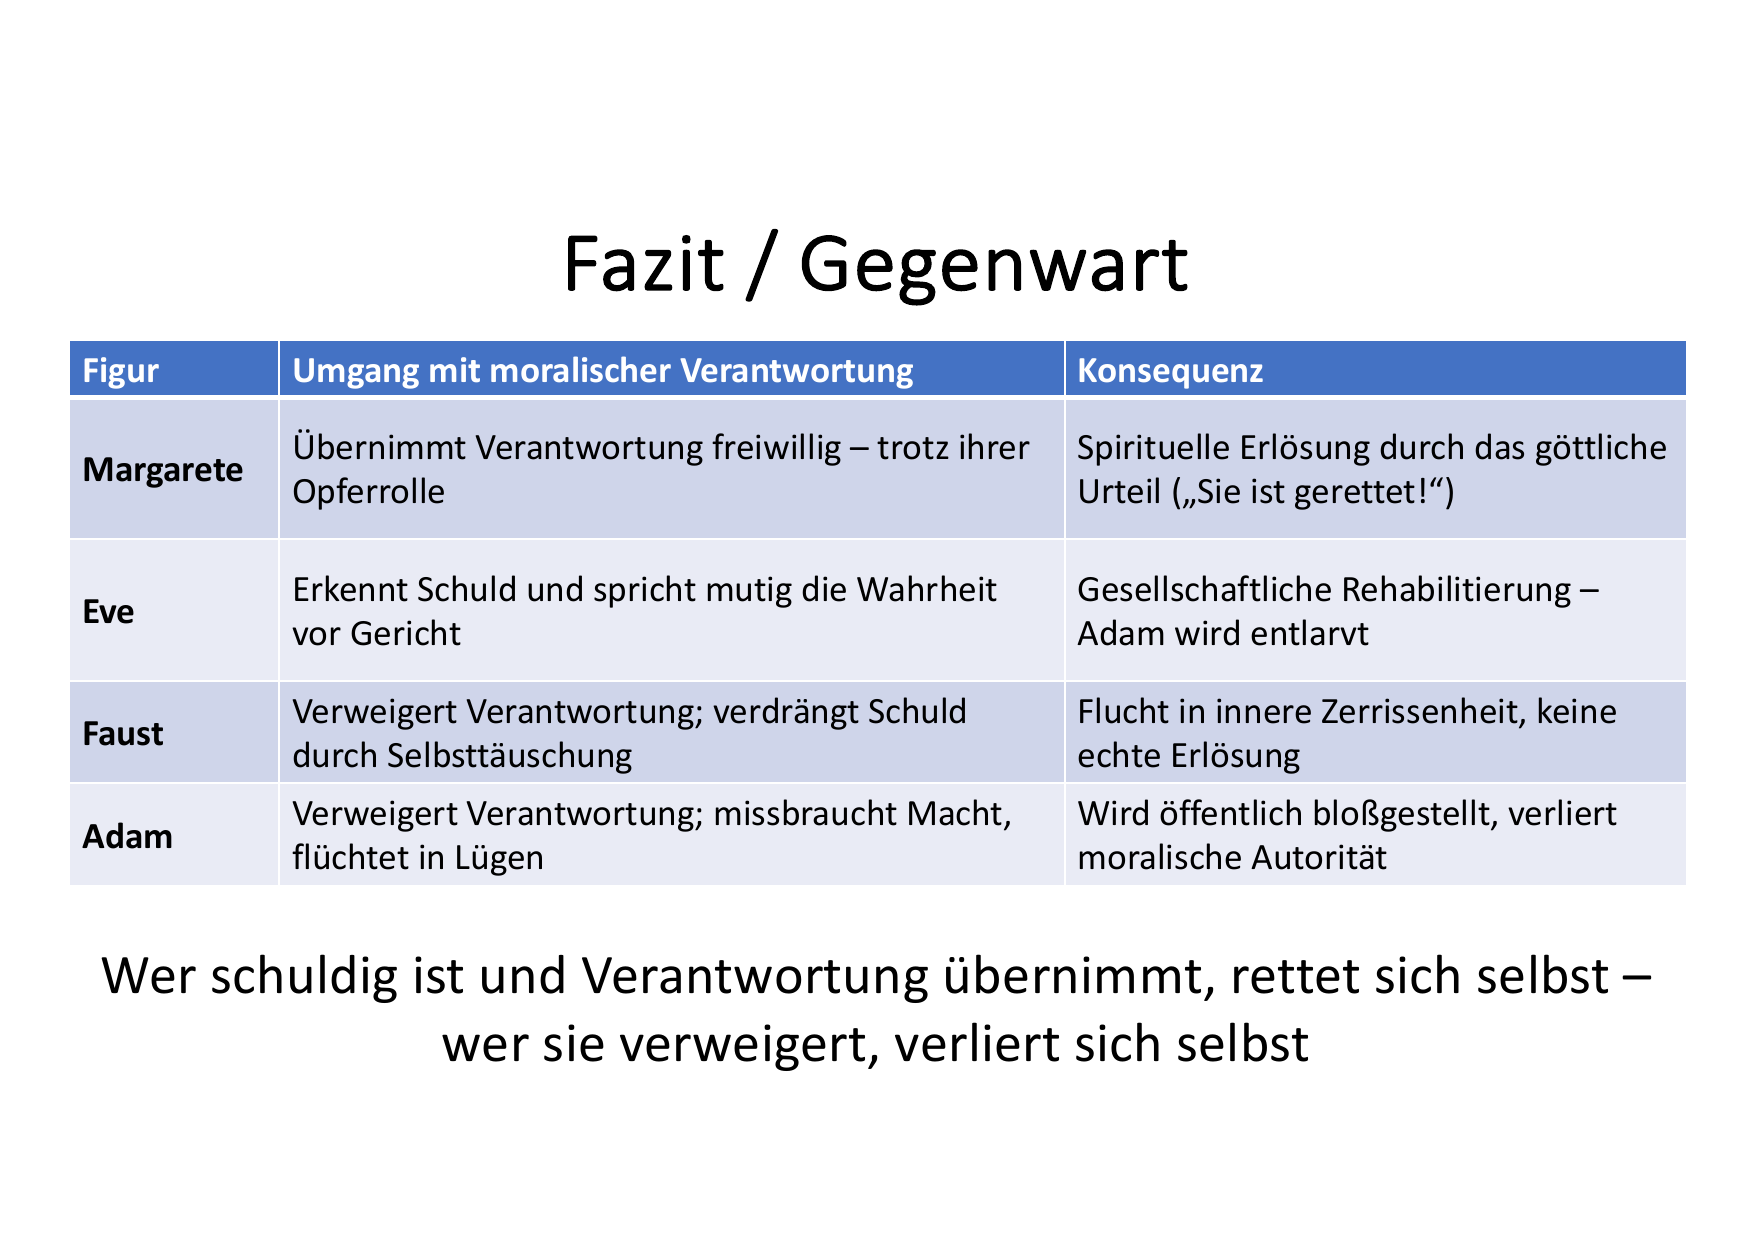 Fazit / Gegenwart
Figur
Umgang mit moralischer Verantwortung
Konsequenz
Margarete
Übernimmt Verantwortung freiwillig – trotz ihrer
Opferrolle
Spirituelle Erlösung durch das göttliche
Urteil („Sie ist gerettet!“)
Eve
Erkennt Schuld und spricht mutig die Wahrheit
vor Gericht
Gesellschaftliche Rehabilitierung –
Adam wird entlarvt
Faust
Verweigert Verantwortung; verdrängt Schuld
durch Selbsttäuschung
Flucht in innere Zerrissenheit, keine
echte Erlösung
Adam
Verweigert Verantwortung; missbraucht Macht,
flüchtet in Lügen
Wird öffentlich bloßgestellt, verliert
moralische Autorität
Wer schuldig ist und Verantwortung übernimmt, rettet sich selbst –
wer sie verweigert, verliert sich selbst